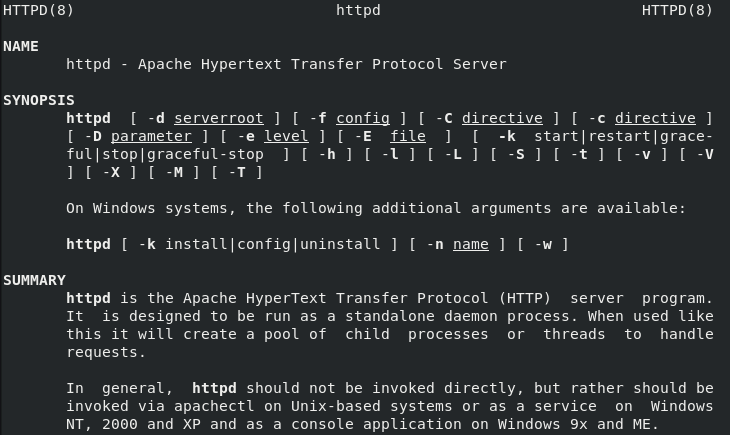 HTTPD(8) httpd HTTPD(8)
NAME
httpd - Apache Hypertext Transfer Protocol Server
SYNOPSIS
httpd [ -d serverroot ] [ -f config ] [ -C directive ] [ -c directive ]
[ -D parameter ] [ -e level ] [ -E file ] [ -k start|restart|grace-
ful|stop|graceful-stop ] [ -h ] [ -l ] [ -L ] [ -S ] [ -t ] [ -v ] [ -V
] [ -X ] [ -M ] [ -T ]
On Windows systems, the following additional arguments are available:
httpd [ -k install|config|uninstall ] [ -n name ] [ -w ]
SUMMARY
httpd is the Apache HyperText Transfer Protocol (HTTP) server program.
It is designed to be run as a standalone daemon process. When used like
this it will create a pool of child processes or threads to handle
requests.
In general, httpd should not be invoked directly, but rather should be
invoked via apachectl on Unix-based systems or as a service on Windows
NT, 2000 and XP and as a console application on Windows 9x and ME.